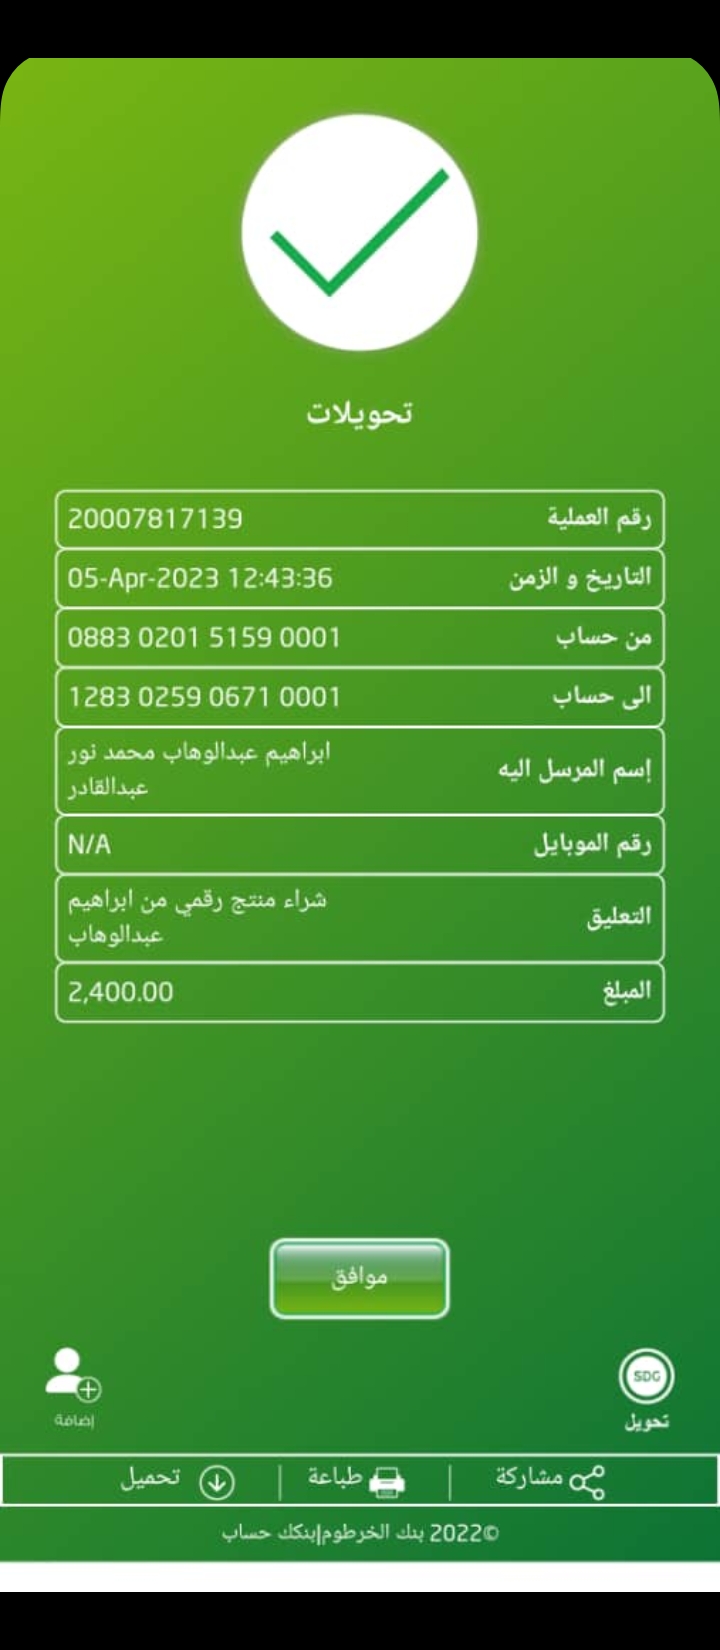 تحويلات
رقم العملية 20007817139
التاريخ و الزمن 05-Apr-2023 12:43:36
من حساب 0883 0201 5159 0001
الى حساب 1283 0259 0671 0001
إسم المرسل اليه ابراهيم عبدالوهاب محمد نور
عبدالقادر
رقم الموبايل N/A
التعليق شراء منتج رقمي من ابراهيم
عبدالوهاب
المبلغ 2,400.00
موافق
SDG
تحويل
إضافة
مشاركة | طباعة | تحميل
©2022 بنك الخرطوم|بنكك حساب